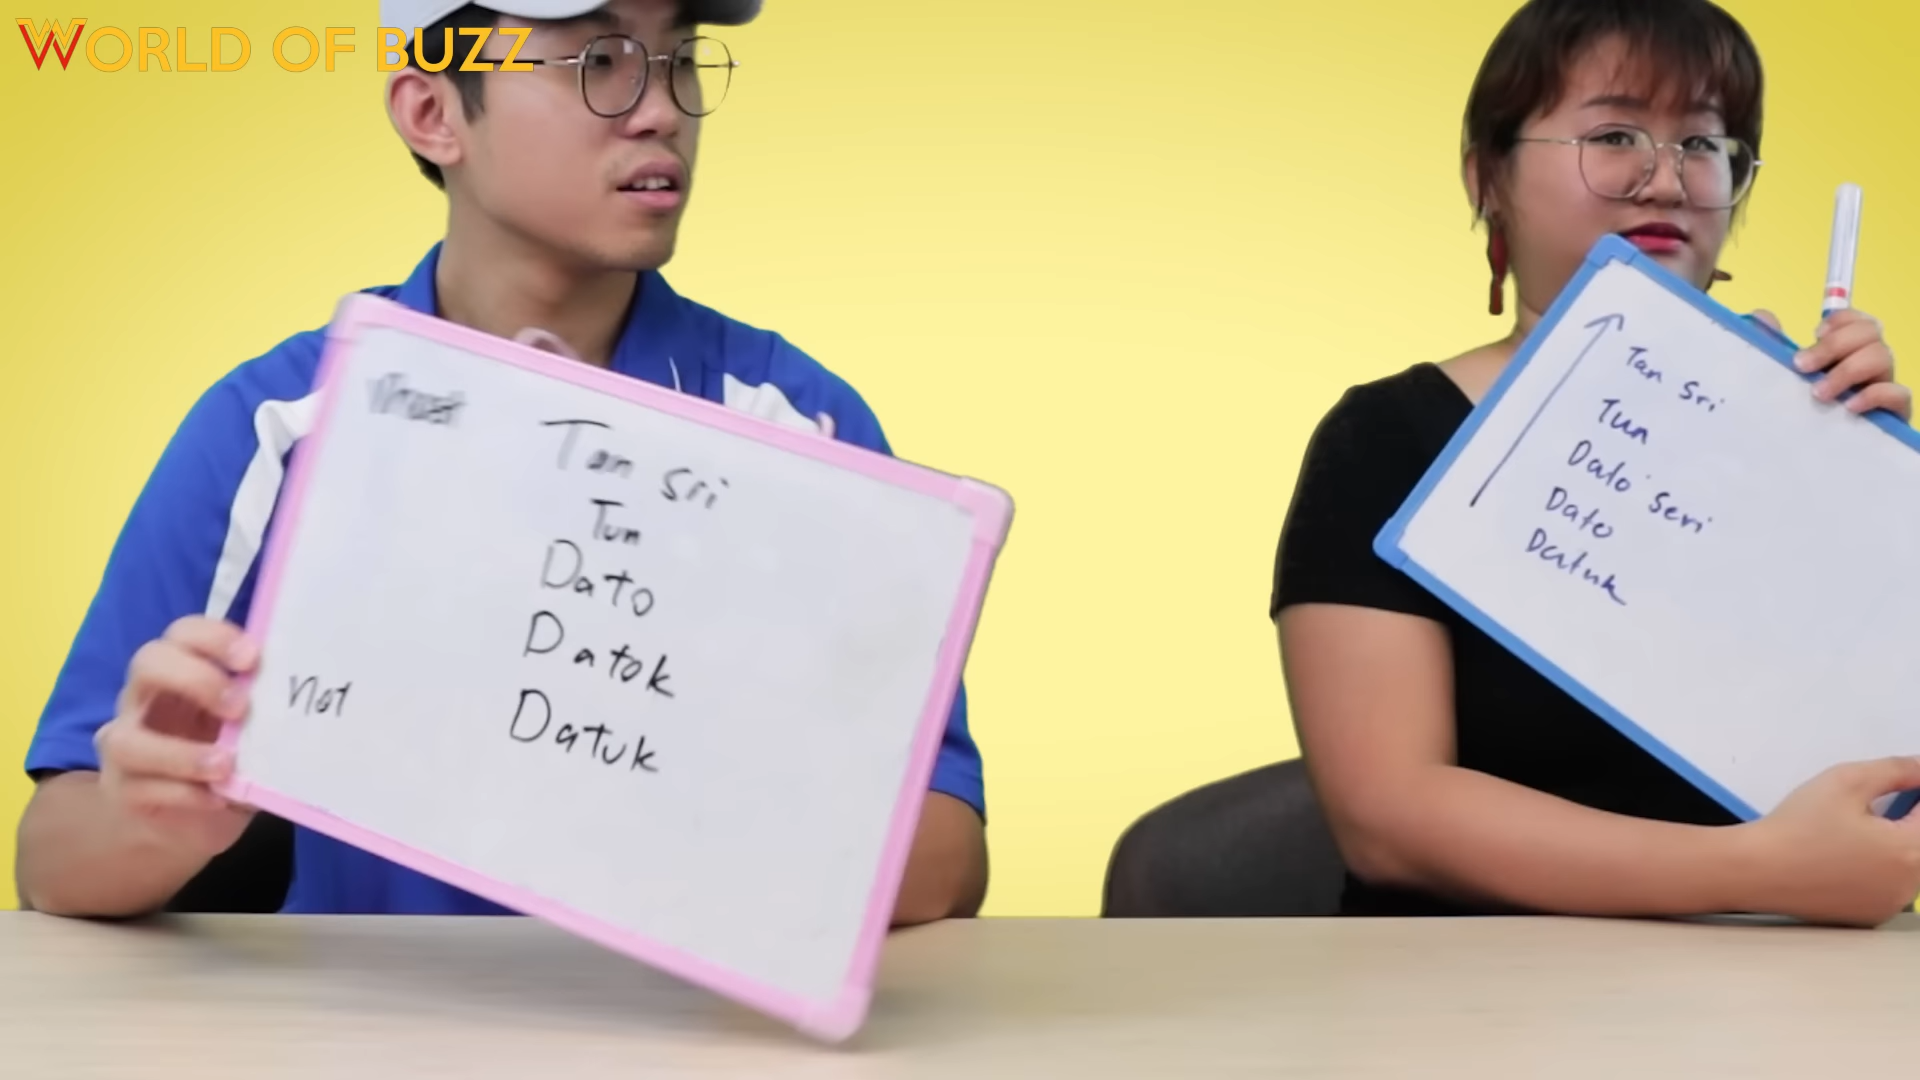 WORLD OF BUZZ
Tan Sri
Tun
Dato
Datok
Not
Datuk
Tan Sri
Tun
Dato' Seri
Dato
Datuk